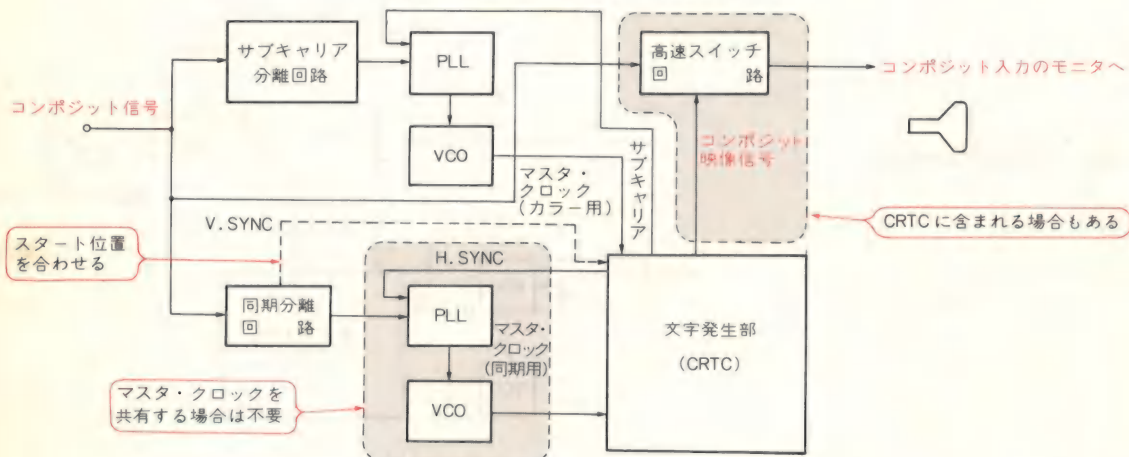 サブキャリア
分離回路
PLL
高速スイッチ
回路
コンポジット入力のモニタへ
コンポジット信号
VCO
マスタ・
クロック
(カラー用)
サブキャリア
コンポジット
映像信号
CRTCに含まれる場合もある
V.SYNC
スタート位置
を合わせる
H.SYNC
同期分離
回路
PLL
マスタ・
クロック
(同期用)
文字発生部
(CRTC)
マスタ・クロックを
共有する場合は不要
VCO